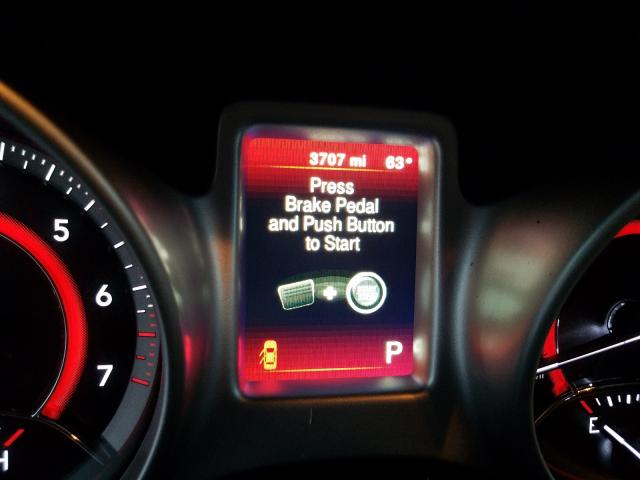 3707 mi 63°
Press
Brake Pedal
and Push Button
to Start
P
5
6
7
H
E